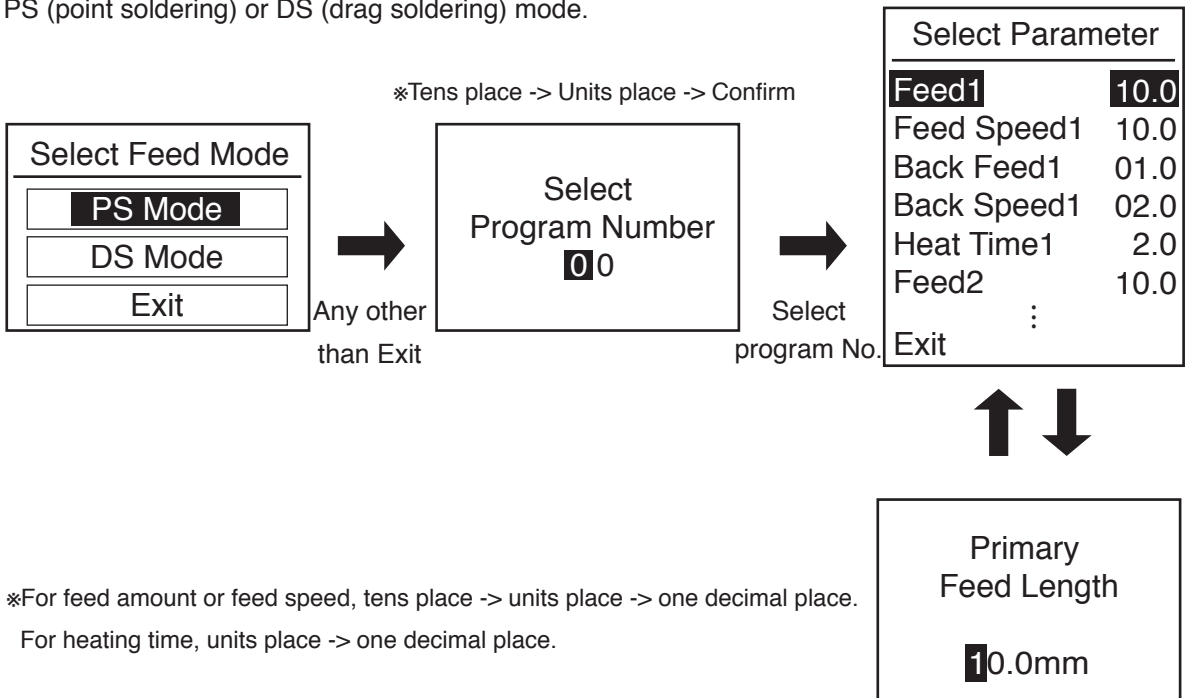 PS (point soldering) or DS (drag soldering) mode.
※Tens place -> Units place -> Confirm
Select Feed Mode
PS Mode
DS Mode
Exit
Any other
than Exit
Select
Program Number
00
Select
program No.
Select Parameter
Feed1 10.0
Feed Speed1 10.0
Back Feed1 01.0
Back Speed1 02.0
Heat Time1 2.0
Feed2 10.0
⋮
Exit
Primary
Feed Length
10.0mm
※For feed amount or feed speed, tens place -> units place -> one decimal place.
For heating time, units place -> one decimal place.